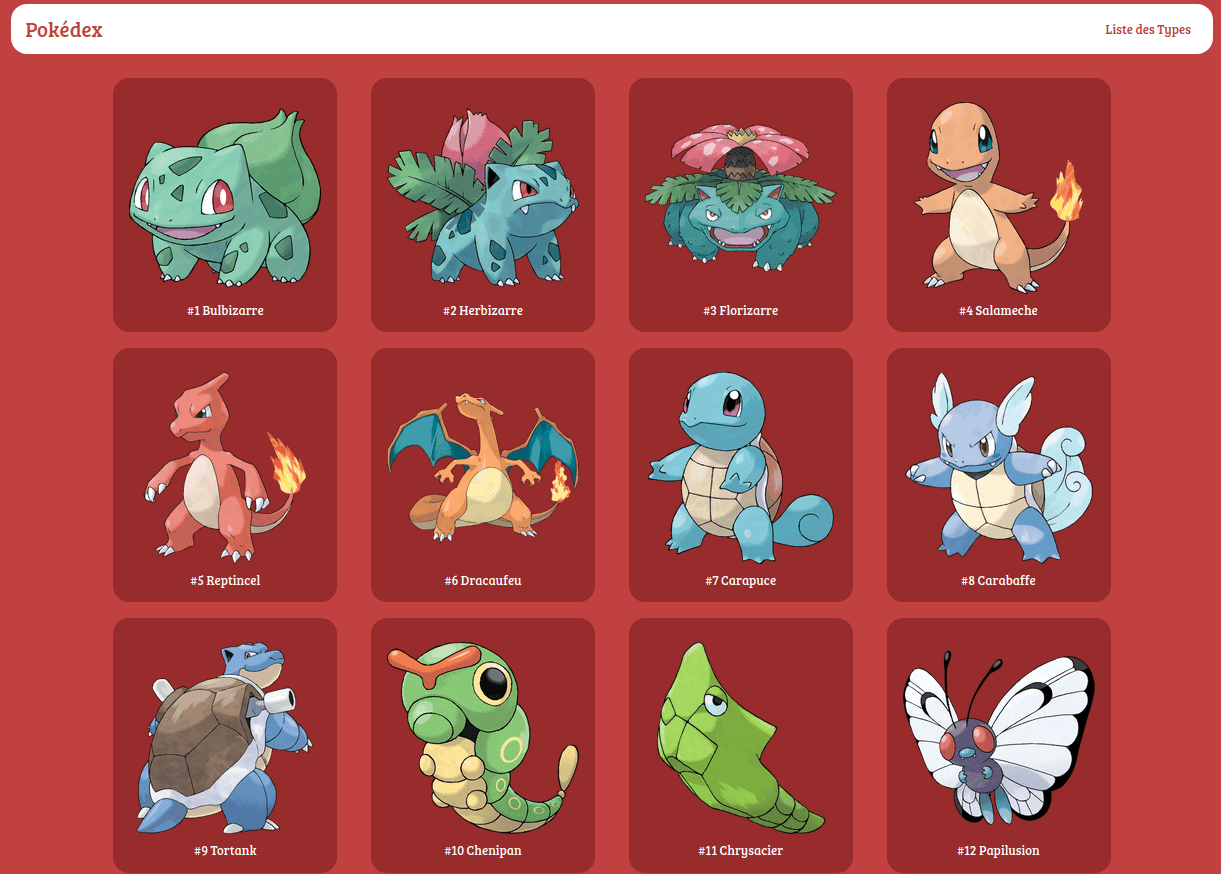 Pokédex
Liste des Types
#1 Bulbizarre
#2 Herbizarre
#3 Florizarre
#4 Salameche
#5 Reptincel
#6 Dracaufeu
#7 Carapuce
#8 Carabaffe
#9 Tortank
#10 Chenipan
#11 Chrysacier
#12 Papilusion